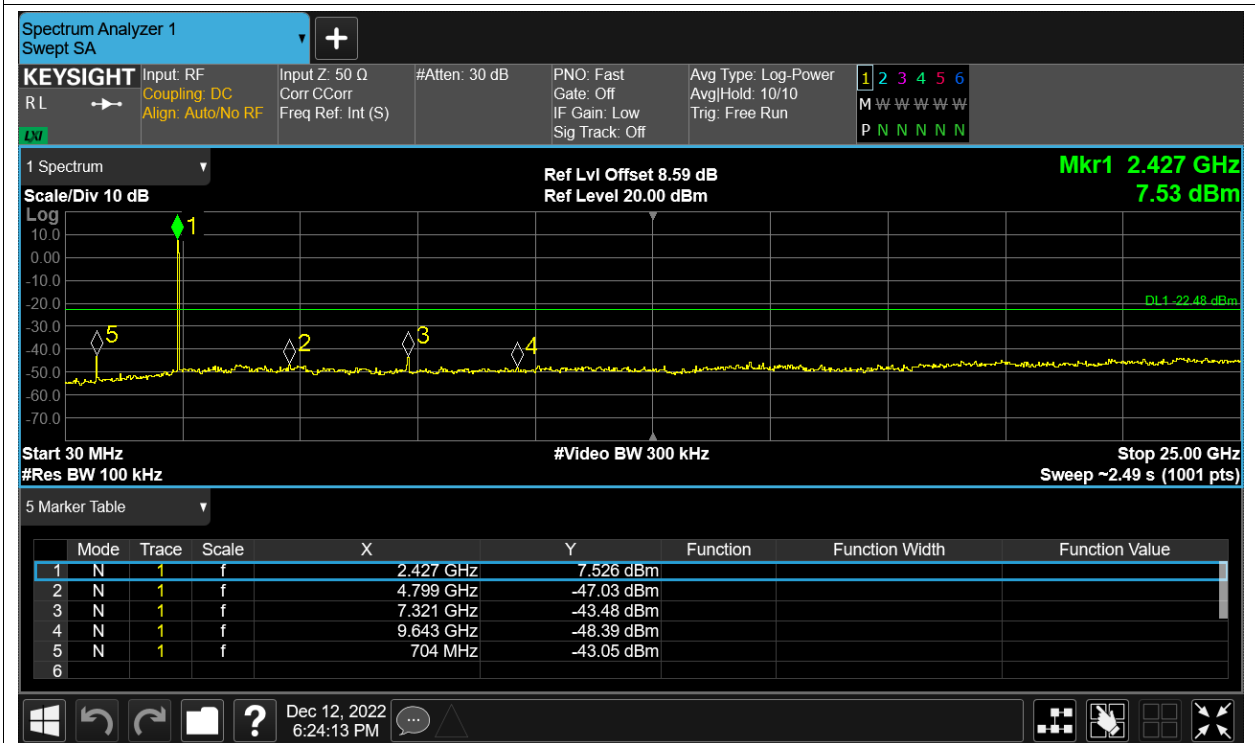 Spectrum Analyzer 1
Swept SA
+
KEYSIGHT
RL
LXI
Input: RF
Coupling: DC
Align: Auto/No RF
Input Z: 50 Ω
Corr CCorr
Freq Ref: Int (S)
#Atten: 30 dB
PNO: Fast
Gate: Off
IF Gain: Low
Sig Track: Off
Avg Type: Log-Power
Avg|Hold: 10/10
Trig: Free Run
1 2 3 4 5 6
M W W W W W
P N N N N N
1 Spectrum
Scale/Div 10 dB
Ref Lvl Offset 8.59 dB
Ref Level 20.00 dBm
Mkr1 2.427 GHz
7.53 dBm
Log
10.0
0.00
-10.0
-20.0
-30.0
-40.0
-50.0
-60.0
-70.0
1
5
2
3
4
DL1 -22.48 dBm
Start 30 MHz
#Res BW 100 kHz
#Video BW 300 kHz
Stop 25.00 GHz
Sweep ~2.49 s (1001 pts)
5 Marker Table
Mode Trace Scale X Y Function Function Width Function Value
1 N 1 f 2.427 GHz 7.526 dBm
2 N 1 f 4.799 GHz -47.03 dBm
3 N 1 f 7.321 GHz -43.48 dBm
4 N 1 f 9.643 GHz -48.39 dBm
5 N 1 f 704 MHz -43.05 dBm
6
?
Dec 12, 2022
6:24:13 PM